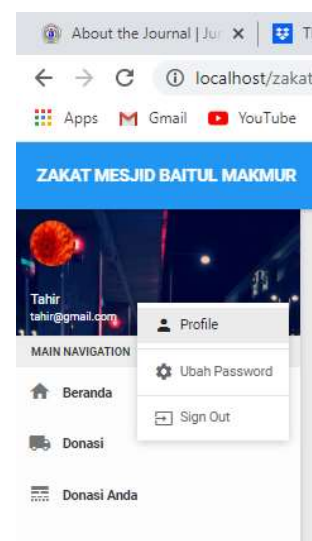 About the Journal | Jur
localhost/zakat
Apps Gmail YouTube
ZAKAT MESJID BAITUL MAKMUR
Tahir
tahir@gmail.com
Profile
MAIN NAVIGATION
Ubah Password
Beranda
Sign Out
Donasi
Donasi Anda